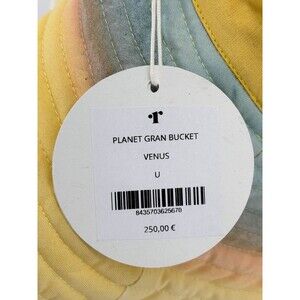 PLANET GRAN BUCKET
VENUS
U
8435703625670
250,00 €